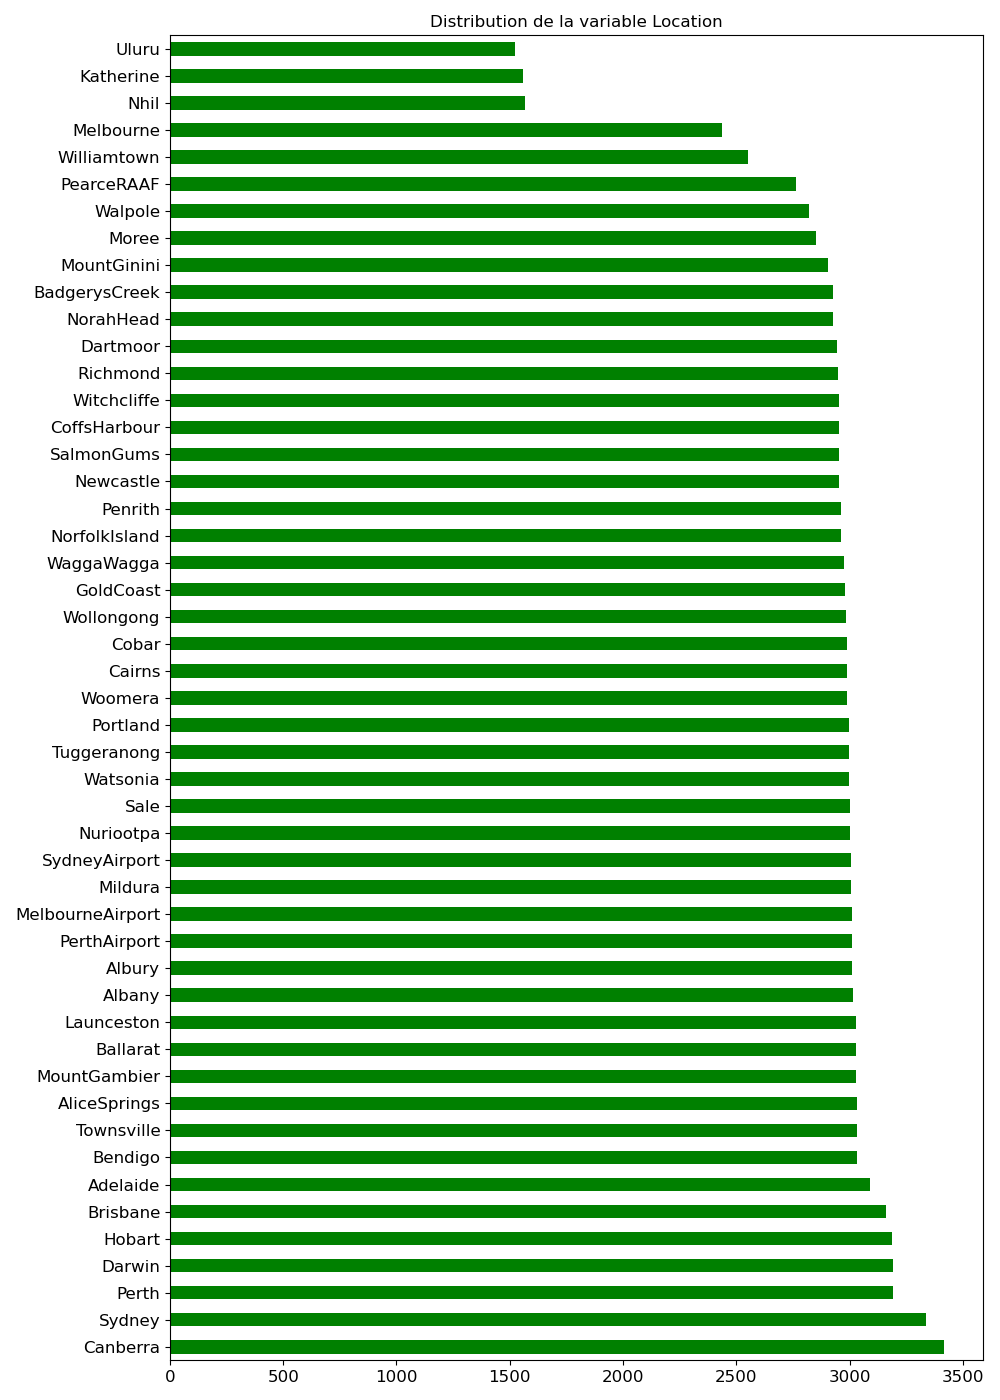 Distribution de la variable Location
Uluru
Katherine
Nhil
Melbourne
Williamtown
PearceRAAF
Walpole
Moree
MountGinini
BadgerysCreek
NorahHead
Dartmoor
Richmond
Witchcliffe
CoffsHarbour
SalmonGums
Newcastle
Penrith
NorfolkIsland
WaggaWagga
GoldCoast
Wollongong
Cobar
Cairns
Woomera
Portland
Tuggeranong
Watsonia
Sale
Nuriootpa
SydneyAirport
Mildura
MelbourneAirport
PerthAirport
Albury
Albany
Launceston
Ballarat
MountGambier
AliceSprings
Townsville
Bendigo
Adelaide
Brisbane
Hobart
Darwin
Perth
Sydney
Canberra
0 500 1000 1500 2000 2500 3000 3500